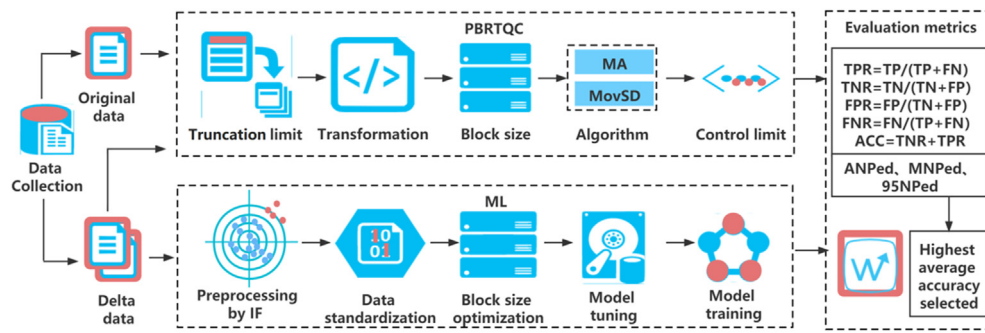 Data
Collection
Original
data
Delta
data
PBRTQC
Truncation limit
</>
Transformation
Block size
MA
MovSD
Algorithm
Control limit
ML
Preprocessing
by IF
10
01
Data
standardization
Block size
optimization
Model
tuning
Model
training
Evaluation metrics
TPR=TP/(TP+FN)
TNR=TN/(TN+FP)
FPR=FP/(TN+FP)
FNR=FN/(TP+FN)
ACC=TNR+TPR
ANPed、MNPed、
95NPed
W
Highest
average
accuracy
selected